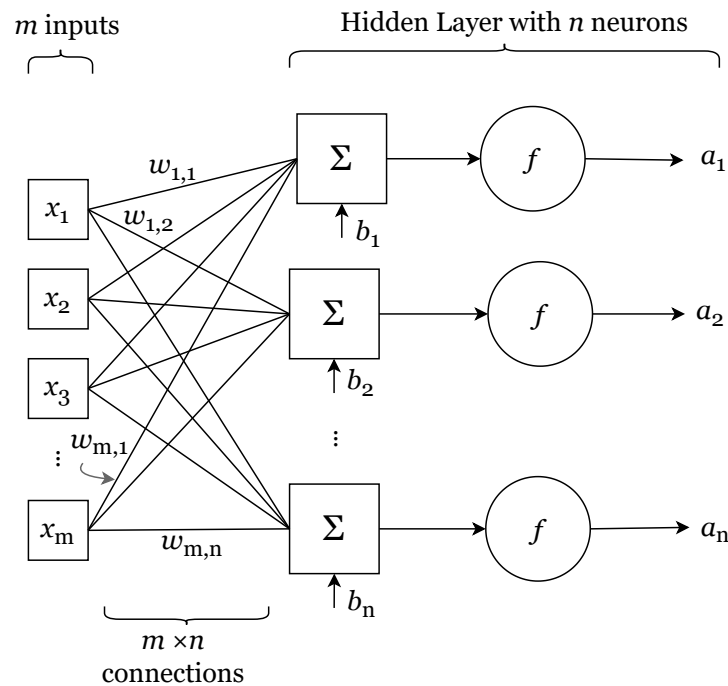 m inputs
Hidden Layer with n neurons
w1,1
Σ
f
a1
x1
w1,2
b1
x2
Σ
f
a2
x3
b2
wm,1
⋮
⋮
xm
wm,n
Σ
f
an
bn
m ×n
connections